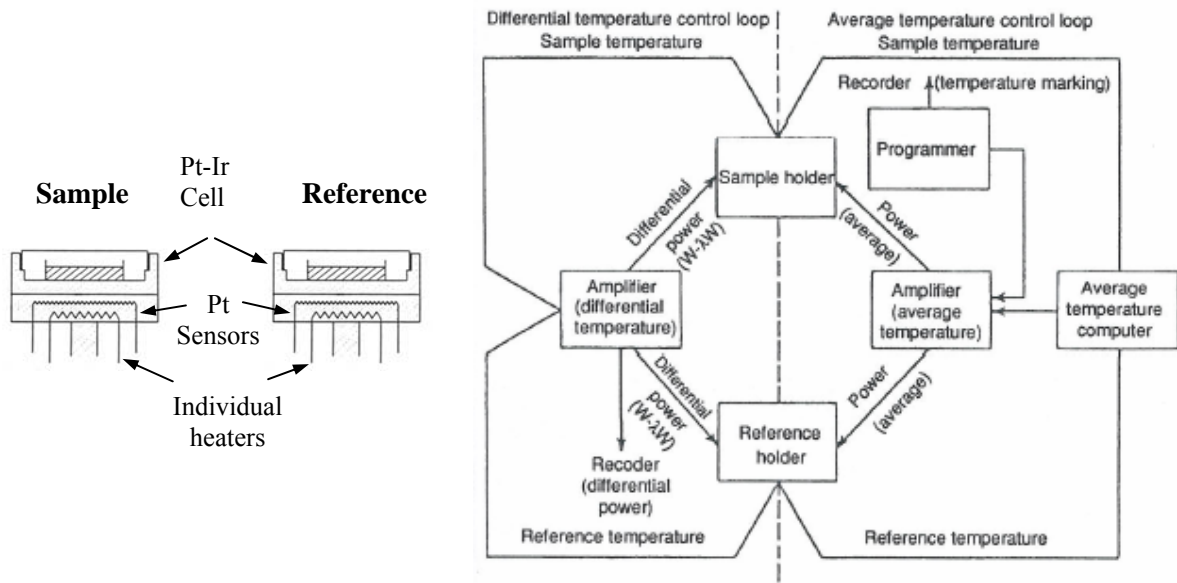 Sample
Pt-Ir
Cell
Reference
Pt
Sensors
Individual
heaters
Differential temperature control loop
Sample temperature
Average temperature control loop
Sample temperature
Recorder
(temperature marking)
Programmer
Sample holder
Differential
power
(W-λW)
Power
(average)
Amplifier
(differential
temperature)
Amplifier
(average
temperature)
Average
temperature
computer
Differential
power
(W-λW)
Power
(average)
Reference
holder
Recoder
(differential
power)
Reference temperature
Reference temperature